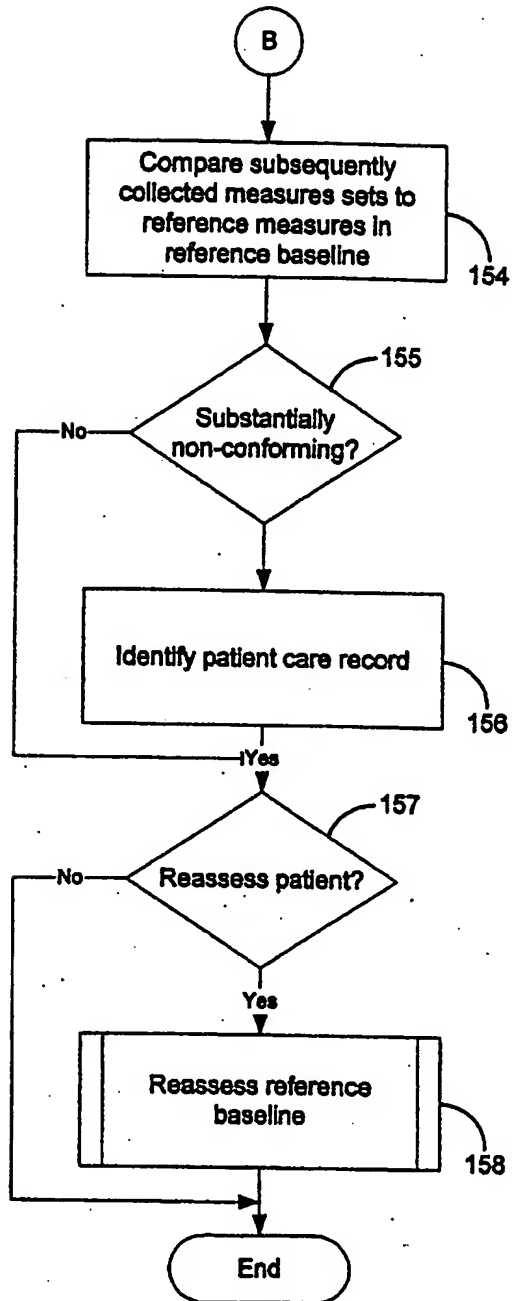 B
Compare subsequently
collected measures sets to
reference measures in
reference baseline
154
155
Substantially
non-conforming?
No
Identify patient care record
156
Yes
157
Reassess patient?
No
Yes
Reassess reference
baseline
158
End